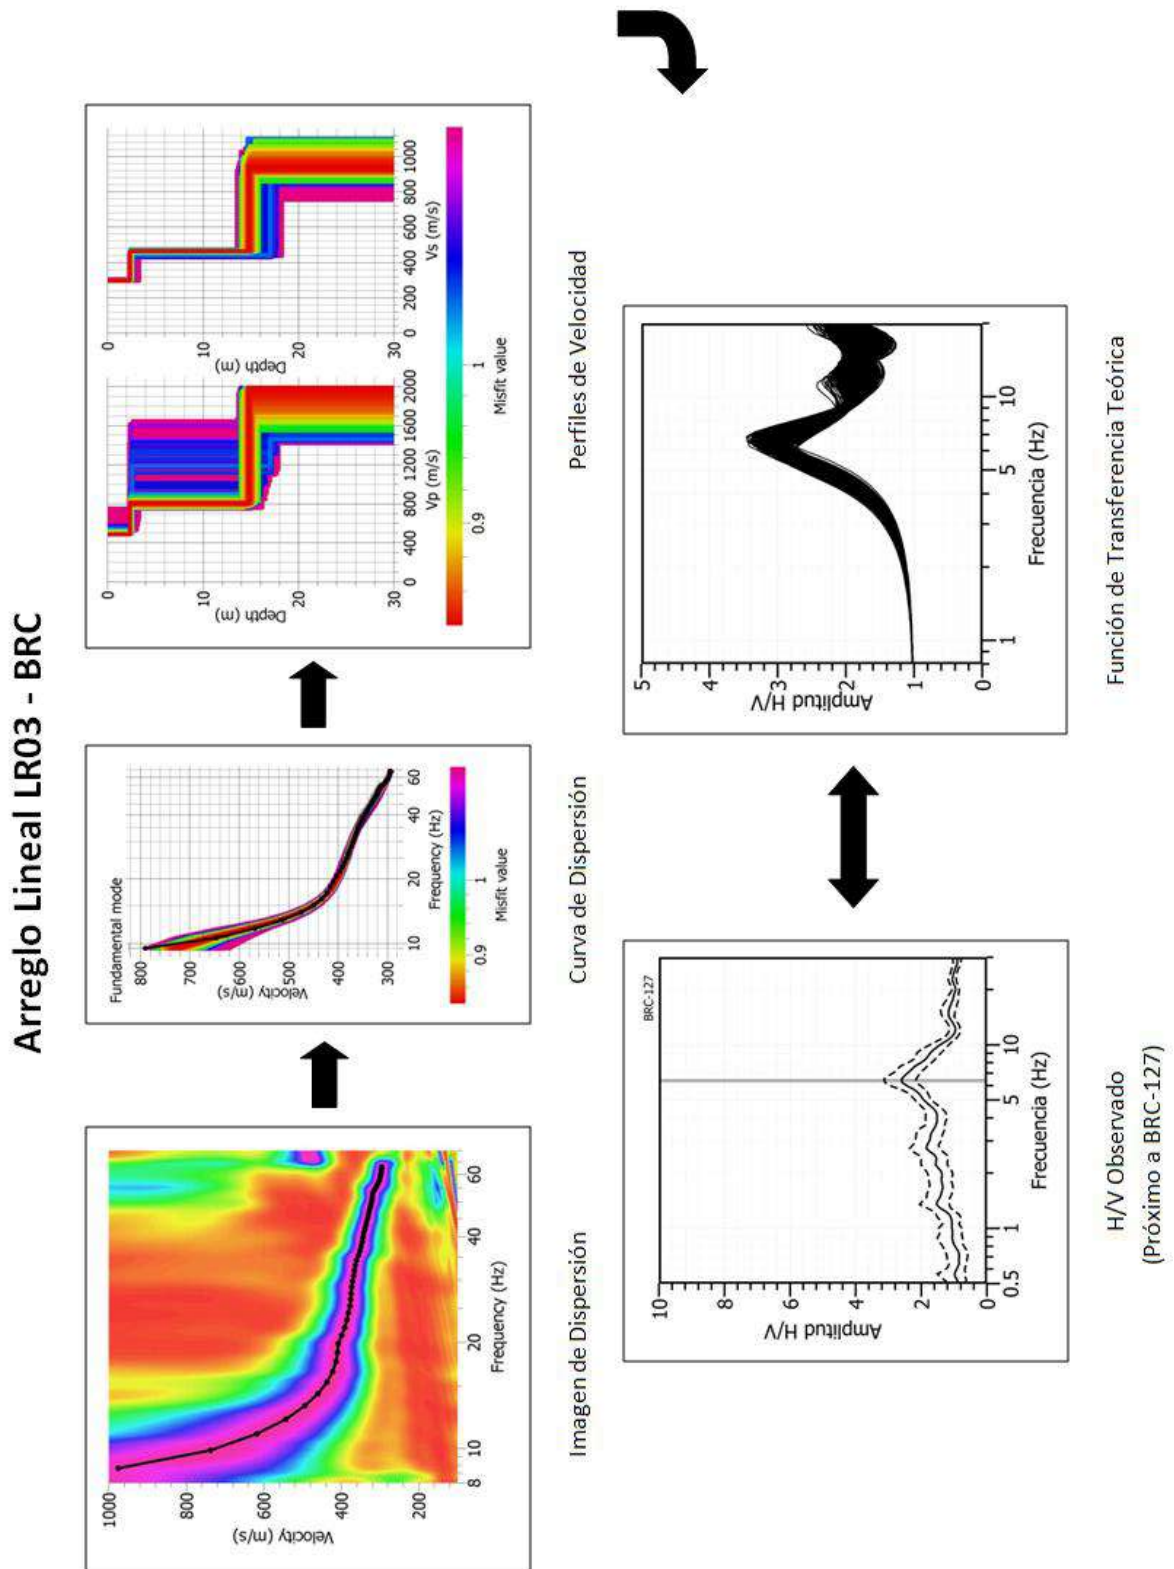 Arreglo Lineal LR03 - BRC
1000
800
600
400
200
Velocity (m/s)
8
10
20
40
60
Frequency (Hz)
Imagen de Dispersión
Fundamental mode
800
700
600
500
400
300
Velocity (m/s)
10
20
40
60
Frequency (Hz)
0.9
1
Misfit value
Curva de Dispersión
0
10
20
30
Depth (m)
0
400
800
1200
1600
2000
Vp (m/s)
0
10
20
30
Depth (m)
0
200
400
600
800
1000
Vs (m/s)
0.9
1
Misfit value
Perfiles de Velocidad
BRC-127
10
8
6
4
2
0
Amplitud H/V
0.5
1
5
10
Frecuencia (Hz)
H/V Observado
(Próximo a BRC-127)
5
4
3
2
1
0
Amplitud H/V
1
5
10
Frecuencia (Hz)
Función de Transferencia Teórica